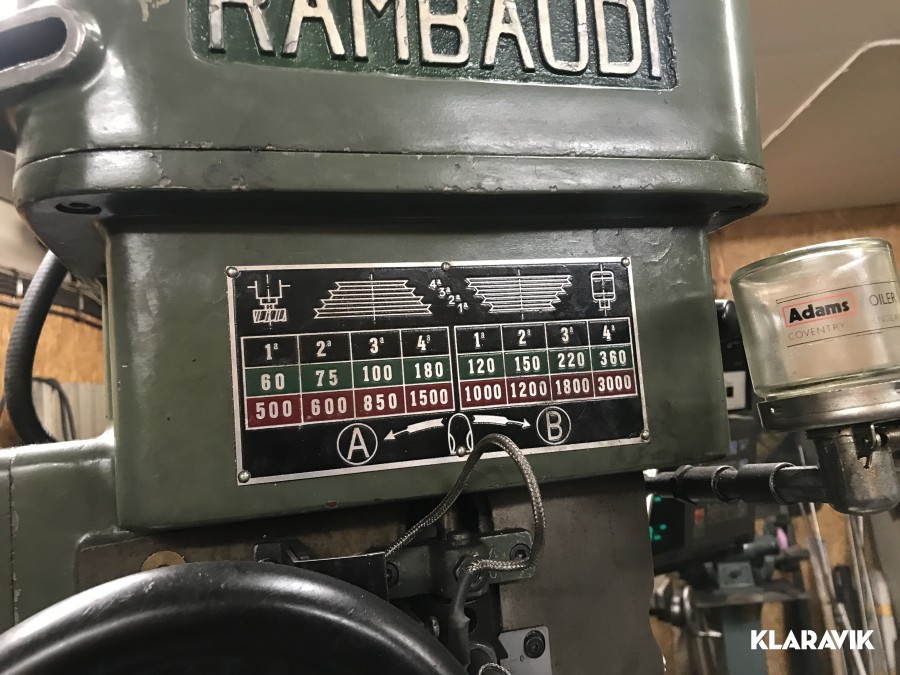 RAMBAUDI
4ª
3ª
2ª
1ª
1ª 2ª 3ª 4ª 1ª 2ª 3ª 4ª
60 75 100 180 120 150 220 360
500 600 850 1500 1000 1200 1800 3000
A B
Adams OILER
COVENTRY
KLARAVIK